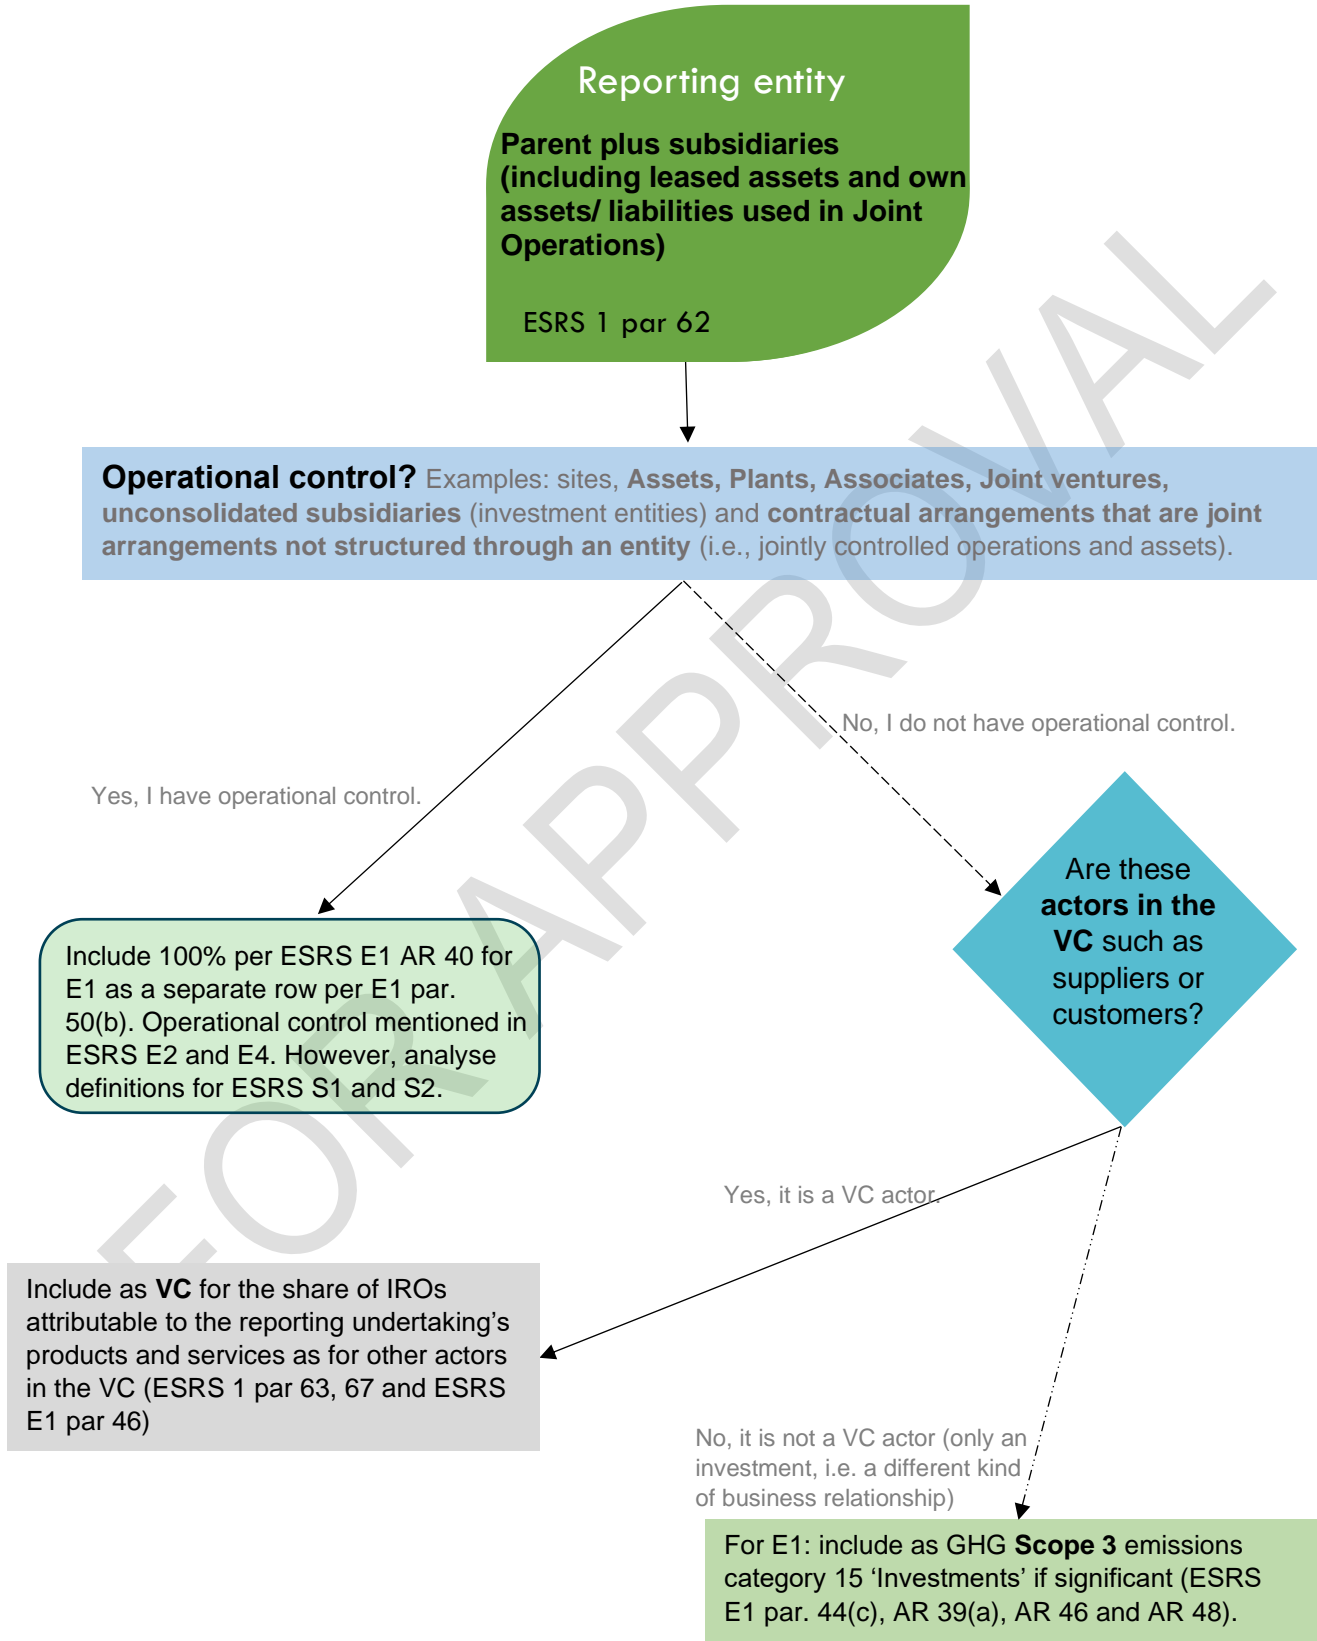 Reporting entity
Parent plus subsidiaries
(including leased assets and own
assets/ liabilities used in Joint
Operations)
ESRS 1 par 62
Operational control? Examples: sites, Assets, Plants, Associates, Joint ventures,
unconsolidated subsidiaries (investment entities) and contractual arrangements that are joint
arrangements not structured through an entity (i.e., jointly controlled operations and assets).
No, I do not have operational control.
Yes, I have operational control.
Are these
actors in the
VC such as
suppliers or
customers?
Include 100% per ESRS E1 AR 40 for
E1 as a separate row per E1 par.
50(b). Operational control mentioned in
ESRS E2 and E4. However, analyse
definitions for ESRS S1 and S2.
Yes, it is a VC actor.
Include as VC for the share of IROs
attributable to the reporting undertaking’s
products and services as for other actors
in the VC (ESRS 1 par 63, 67 and ESRS
E1 par 46)
No, it is not a VC actor (only an
investment, i.e. a different kind
of business relationship)
For E1: include as GHG Scope 3 emissions
category 15 ‘Investments’ if significant (ESRS
E1 par. 44(c), AR 39(a), AR 46 and AR 48).
FOR APPROVAL